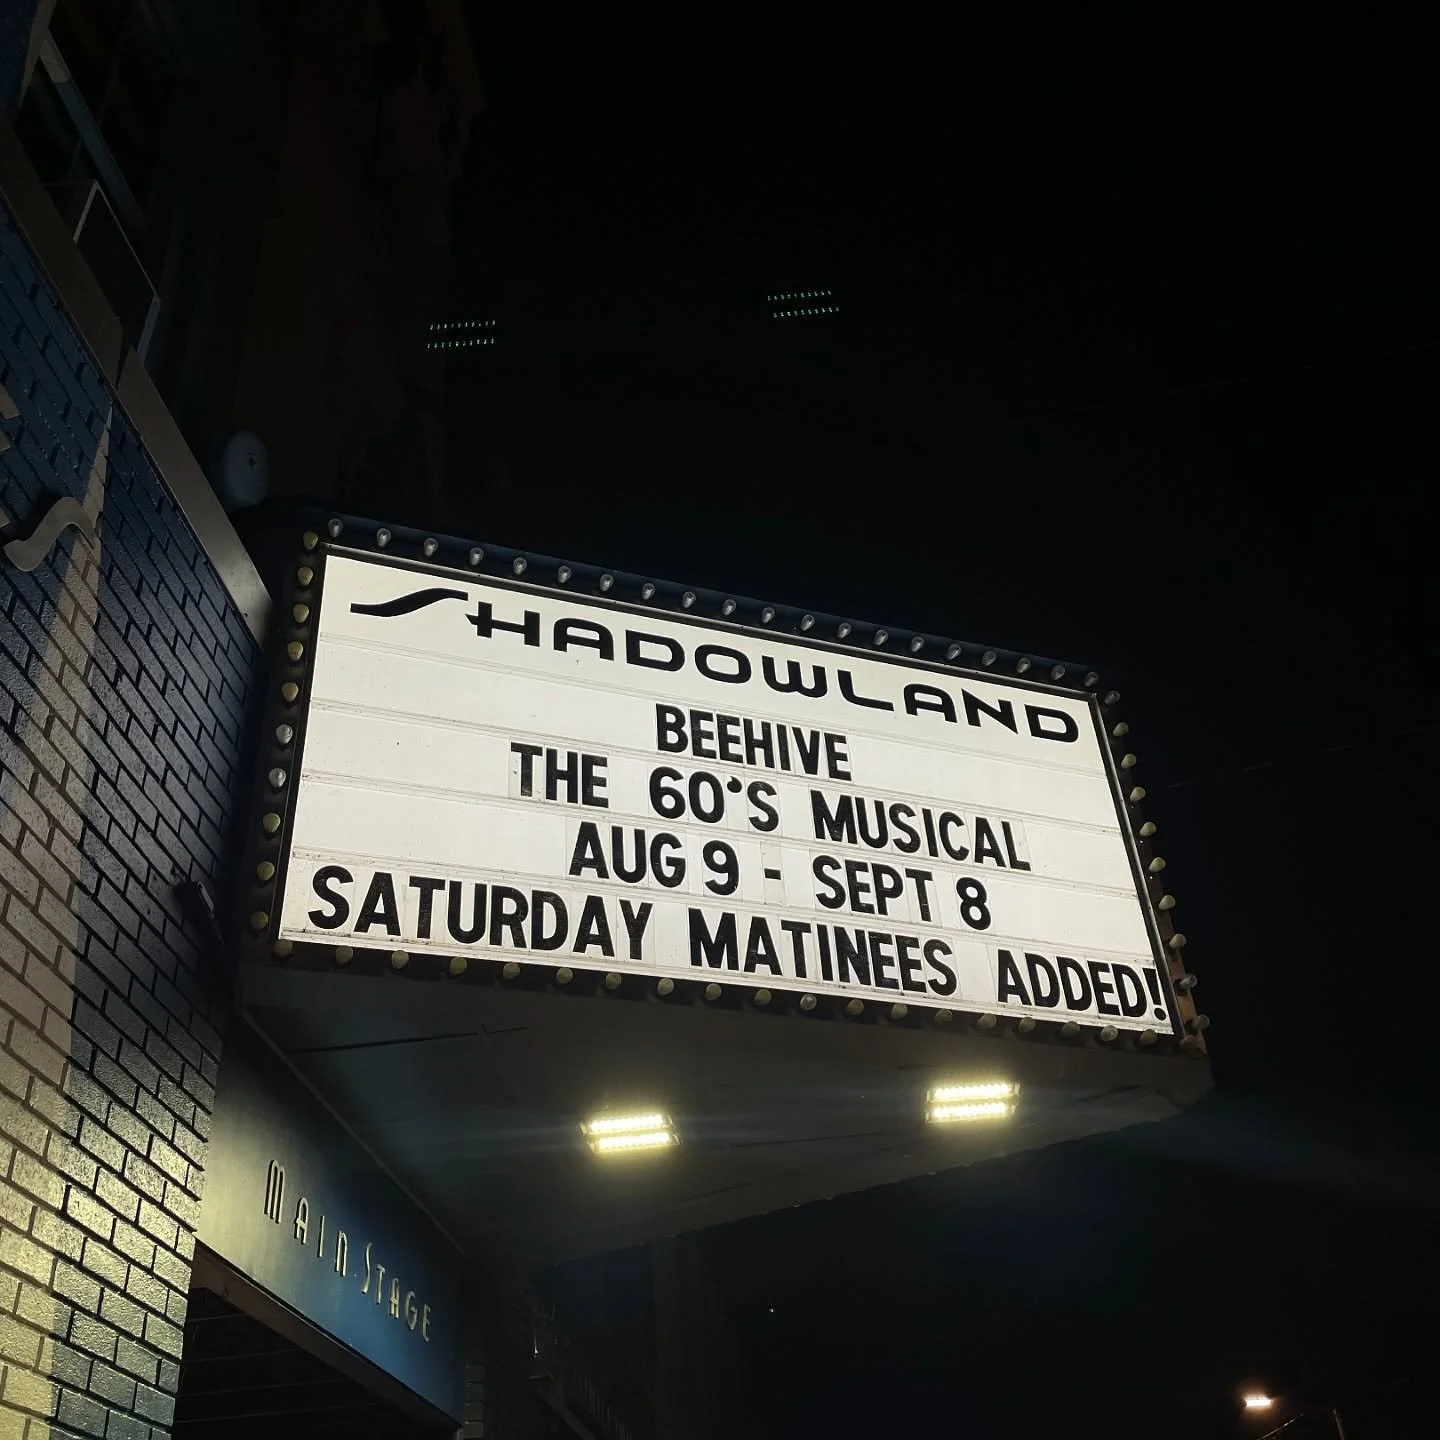 SHADOWLAND
BEEHIVE
THE 60'S MUSICAL
AUG 9 - SEPT 8
SATURDAY MATINEES ADDED!
MAIN STAGE